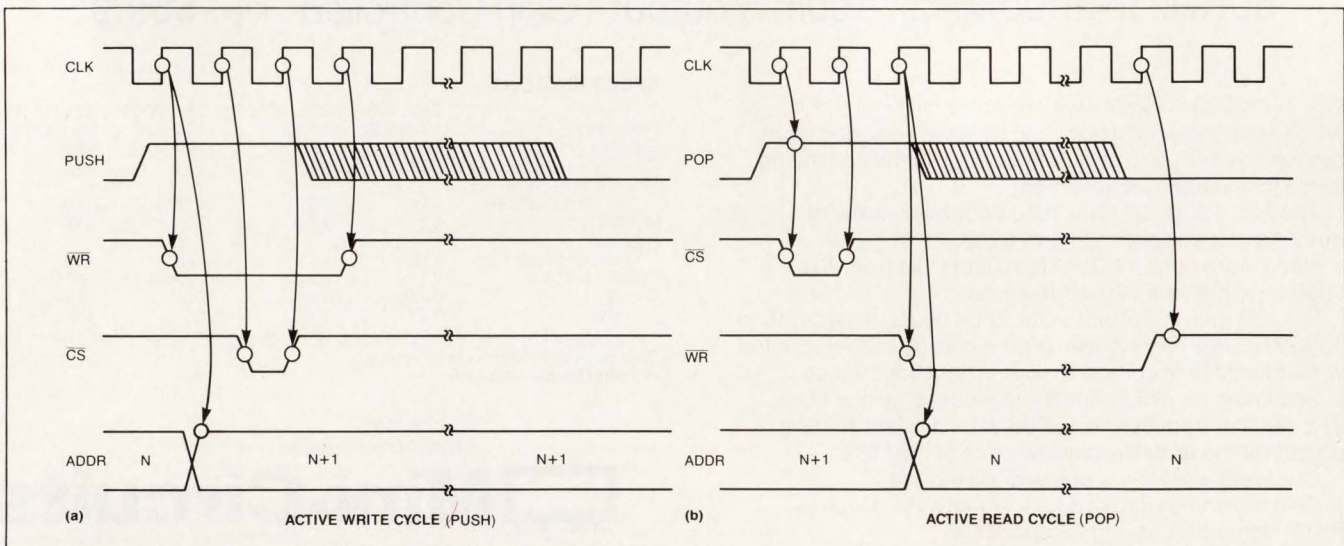 CLK
PUSH
WR
CS
ADDR N N+1 N+1
(a) ACTIVE WRITE CYCLE (PUSH)
CLK
POP
CS
WR
ADDR N+1 N N
(b) ACTIVE READ CYCLE (POP)